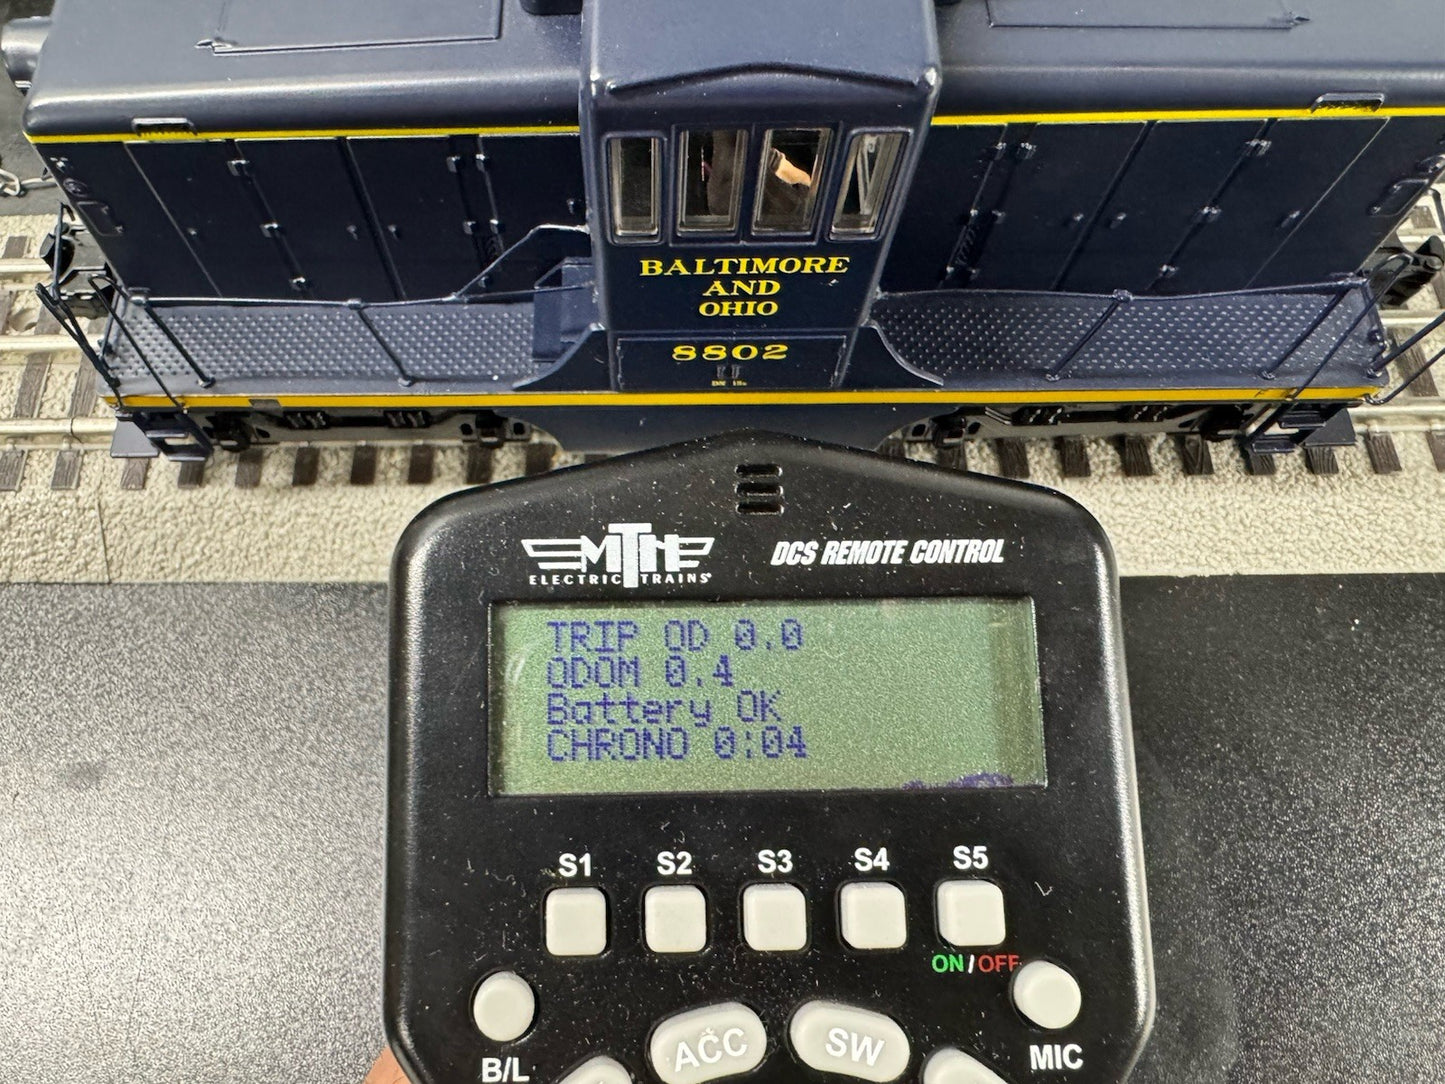 BALTIMORE
AND
OHIO
8802
MTH
ELECTRIC TRAINS
DCS REMOTE CONTROL
TRIP OD 0.0
ODOM 0.4
Battery OK
CHRONO 0:04
S1 S2 S3 S4 S5
ON/OFF
B/L ACC SW MIC